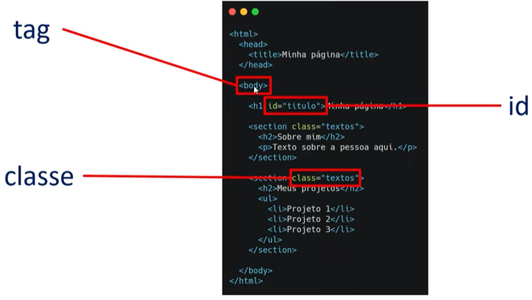 tag
<html>
<head>
<title>Minha página</title>
</head>
<body>
<h1 id="titulo">Minha página</h1>
id
<section class="textos">
<h2>Sobre mim</h2>
<p>Texto sobre a pessoa aqui.</p>
</section>
classe
<section class="textos">
<h2>Meus projetos</h2>
<ul>
<li>Projeto 1</li>
<li>Projeto 2</li>
<li>Projeto 3</li>
</ul>
</section>
</body>
</html>